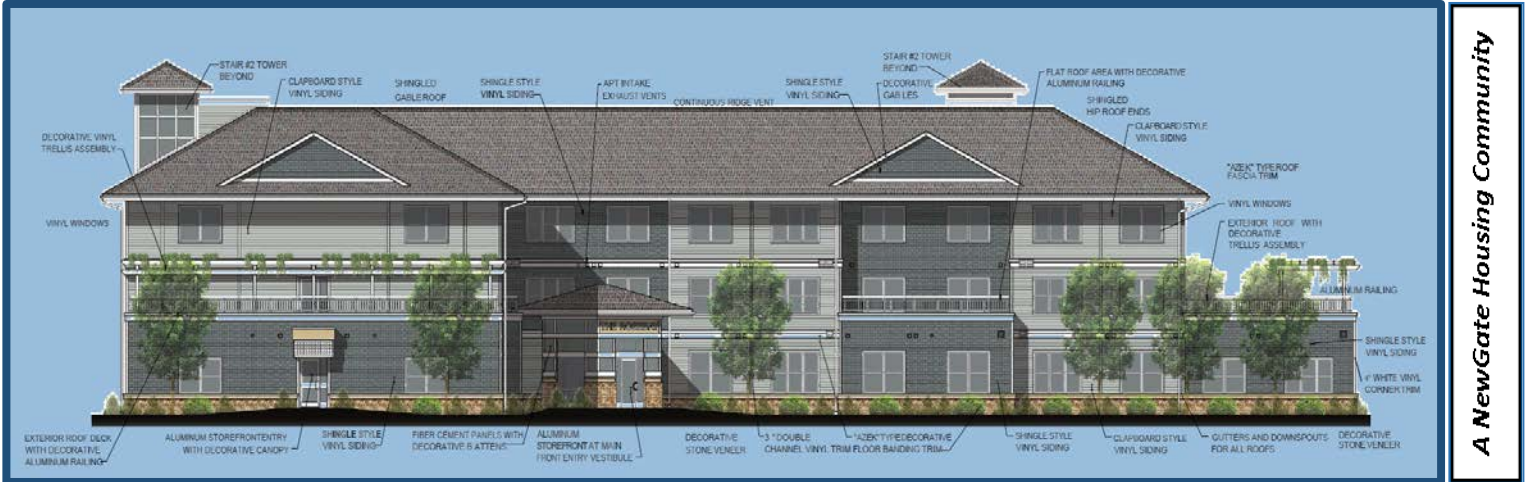 STAIR #2 TOWER
BEYOND
CLAPBOARD STYLE
VINYL SIDING
SHINGLED
GABLE ROOF
SHINGLE STYLE
VINYL SIDING
APT INTAKE
EXHAUST VENTS
CONTINUOUS RIDGE VENT
SHINGLE STYLE
VINYL SIDING
STAIR #2 TOWER
BEYOND
DECORATIVE
GABLES
FLAT ROOF AREA WITH DECORATIVE
ALUMINUM RAILING
SHINGLED
HIP ROOF ENDS
CLAPBOARD STYLE
VINYL SIDING
"AZEK" TYPE ROOF
FASCIA TRIM
VINYL WINDOWS
EXTERIOR ROOF WITH
DECORATIVE
TRELLIS ASSEMBLY
ALUMINUM RAILING
SHINGLE STYLE
VINYL SIDING
4" WHITE VINYL
CORNER TRIM
DECORATIVE VINYL
TRELLIS ASSEMBLY
VINYL WINDOWS
EXTERIOR ROOF DECK
WITH DECORATIVE
ALUMINUM RAILING
ALUMINUM STOREFRONT ENTRY
WITH DECORATIVE CANOPY
SHINGLE STYLE
VINYL SIDING
FIBER CEMENT PANELS WITH
DECORATIVE BATTENS
ALUMINUM
STOREFRONT AT MAIN
FRONT ENTRY VESTIBULE
DECORATIVE
STONE VENEER
3 "DOUBLE
CHANNEL VINYL TRIM
"AZEK" TYPE DECORATIVE
FLOOR BANDING TRIM
SHINGLE STYLE
VINYL SIDING
CLAPBOARD STYLE
VINYL SIDING
GUTTERS AND DOWNSPOUTS
FOR ALL ROOFS
DECORATIVE
STONE VENEER
A NewGate Housing Community